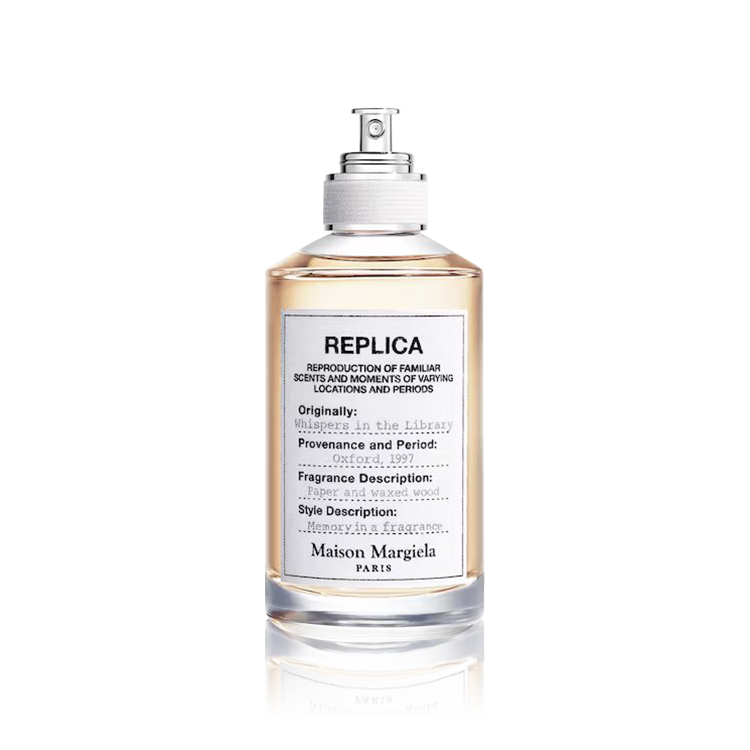 REPLICA
REPRODUCTION OF FAMILIAR
SCENTS AND MOMENTS OF VARYING
LOCATIONS AND PERIODS
Originally:
Whispers in the Library
Provenance and Period:
Oxford, 1997
Fragrance Description:
Paper and waxed wood
Style Description:
Memory in a fragrance
Maison Margiela
PARIS